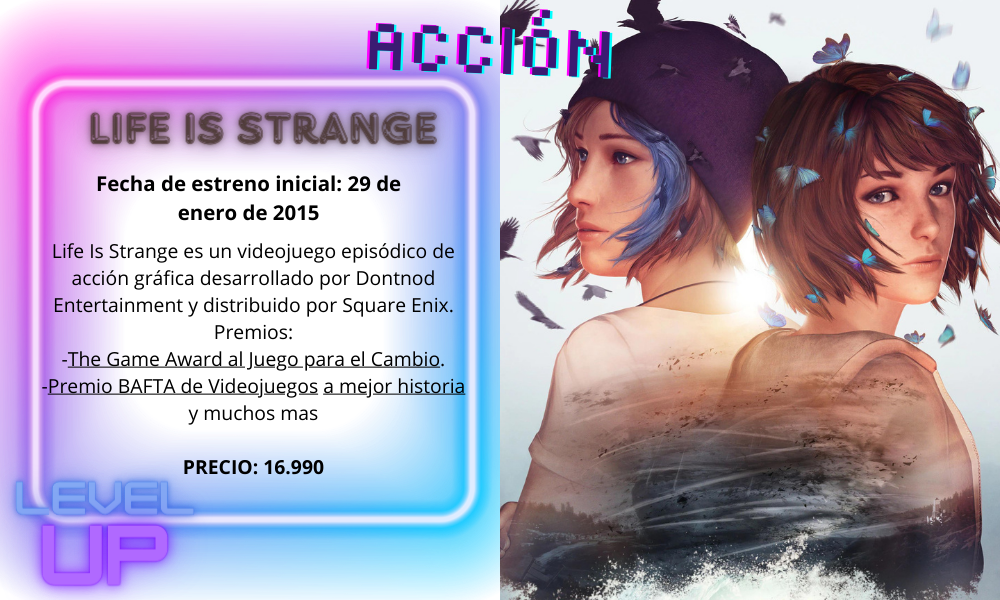 ACCIÓN
LIFE IS STRANGE
Fecha de estreno inicial: 29 de
enero de 2015
Life Is Strange es un videojuego episódico de
acción gráfica desarrollado por Dontnod
Entertainment y distribuido por Square Enix.
Premios:
-The Game Award al Juego para el Cambio.
-Premio BAFTA de Videojuegos a mejor historia
y muchos mas
PRECIO: 16.990
LEVEL
UP